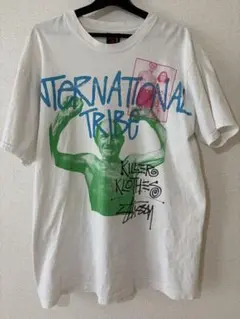 INTERNATIONAL
TRIBE
KILLER
KLOTHES
Stüssy